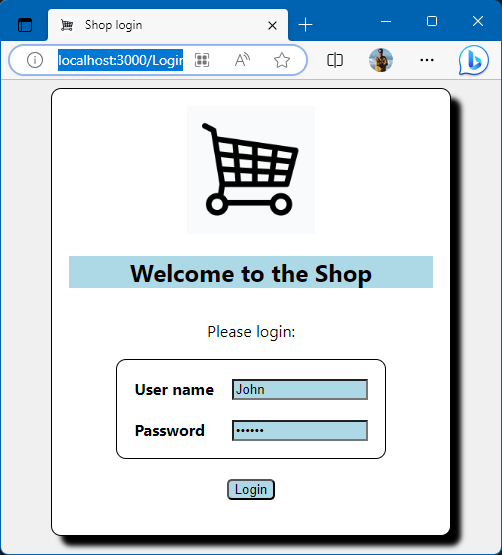 Shop login
localhost:3000/Login
Welcome to the Shop
Please login:
User name John
Password ••••••
Login